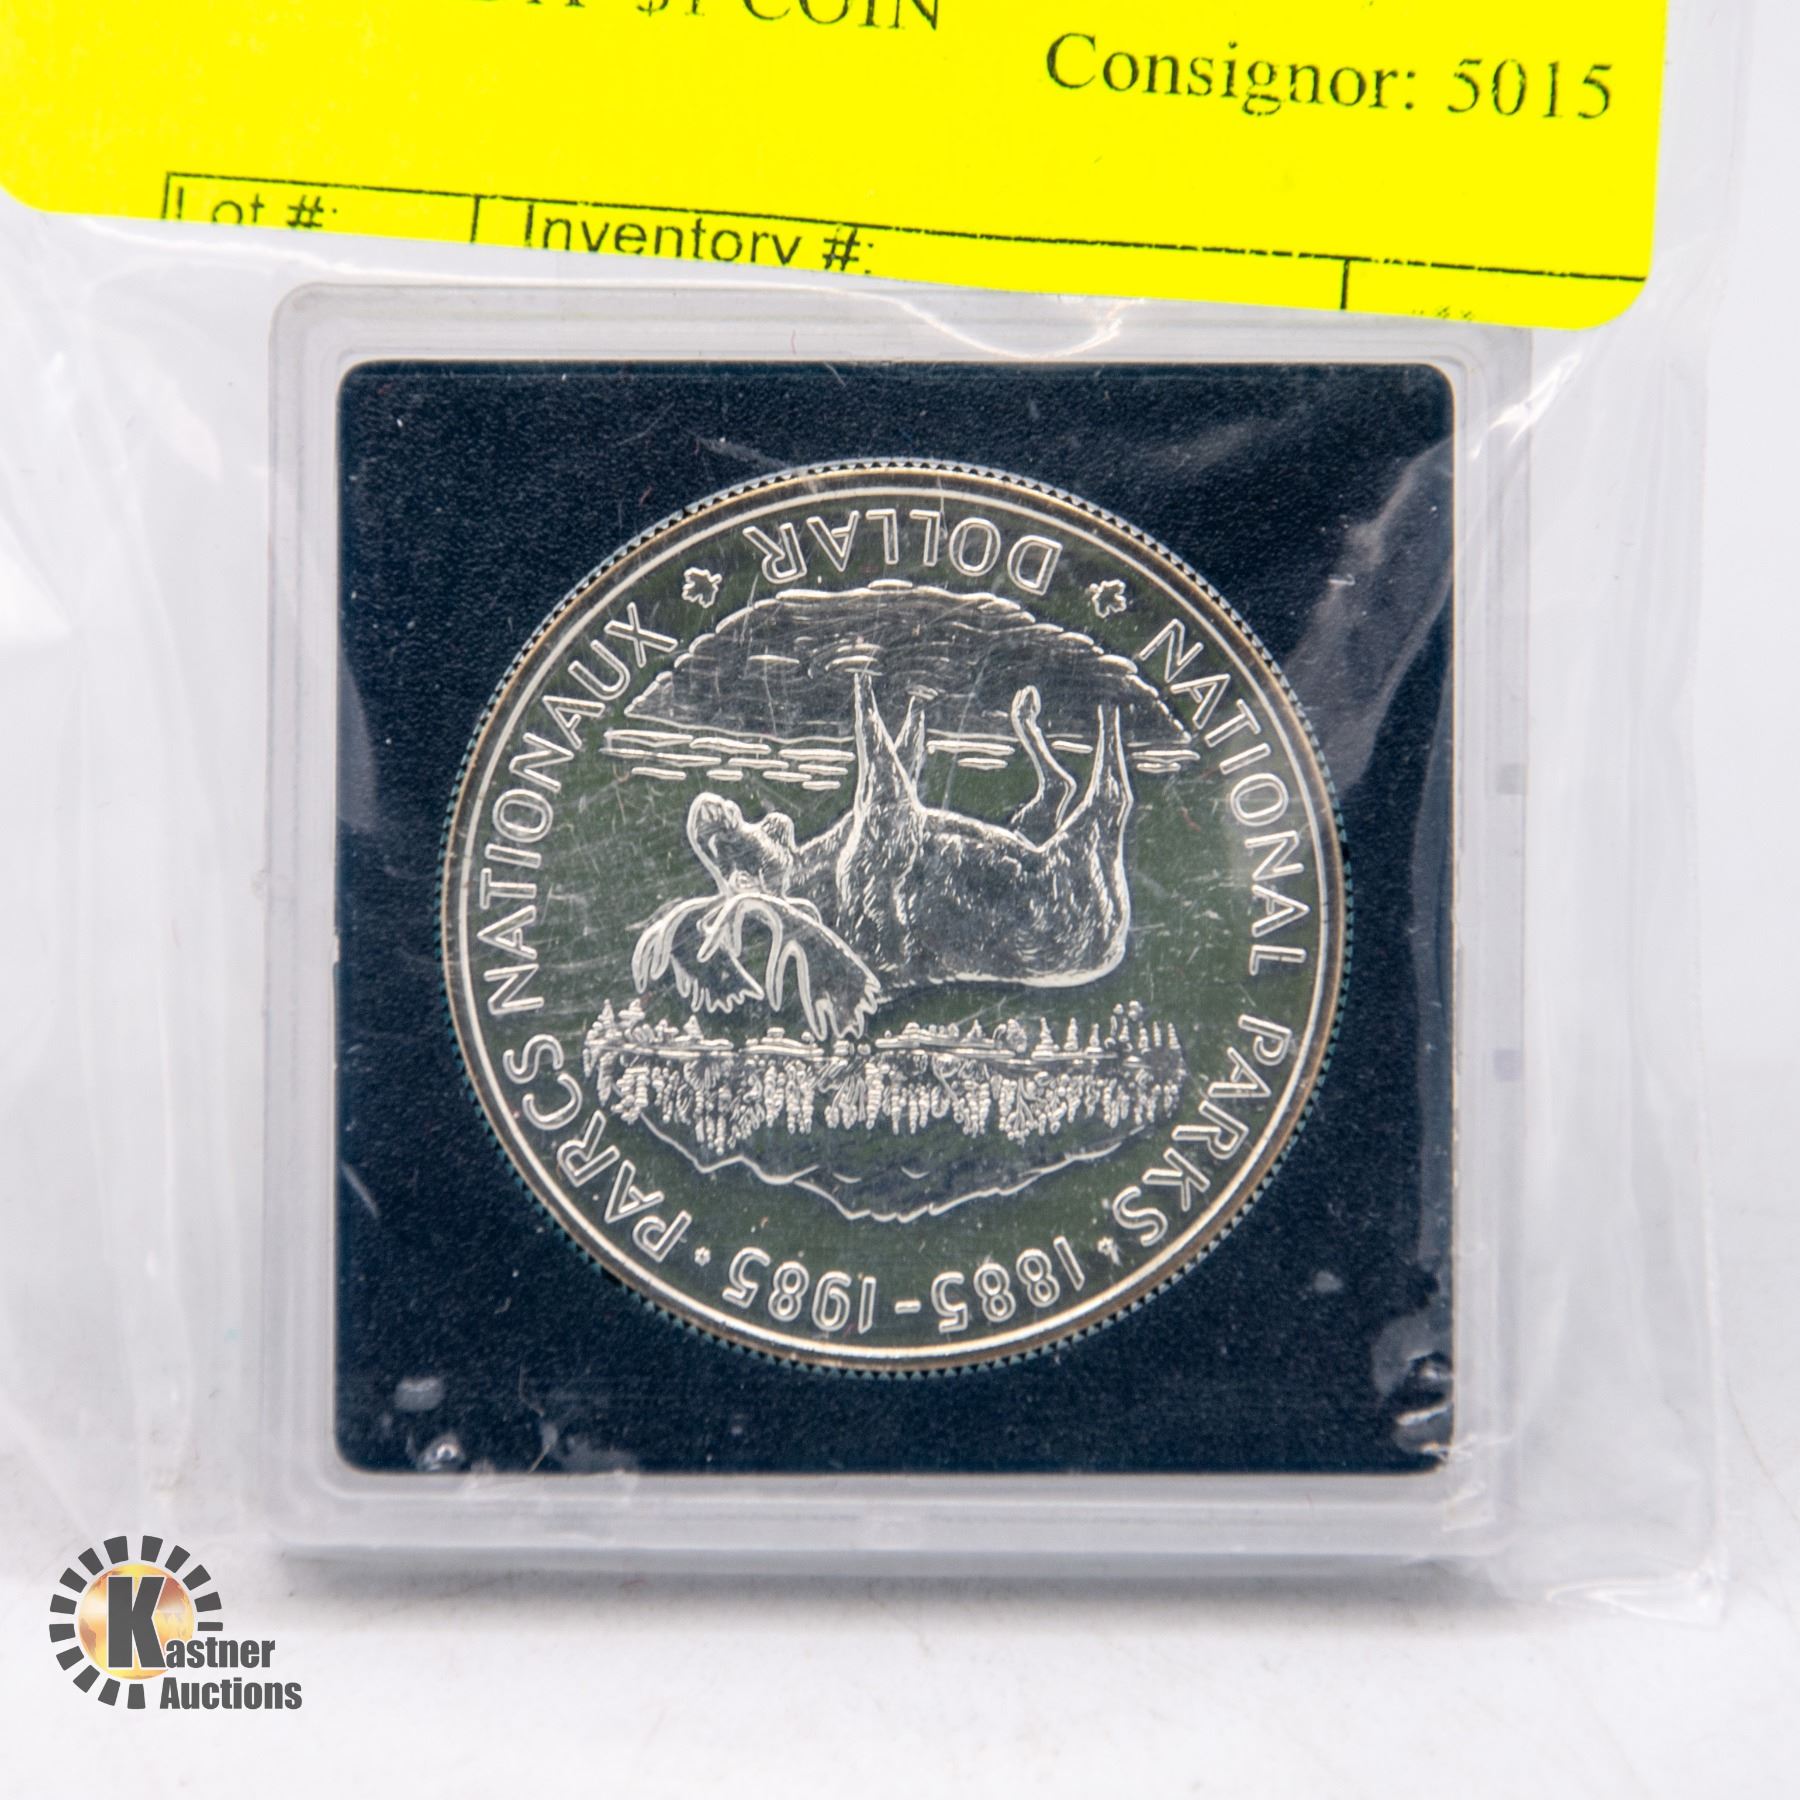 $1 COIN
Consignor: 5015
Lot #:
Inventory #:
DOLLAR
PARCS NATIONAUX
NATIONAL PARKS
1885-1985
Kastner
Auctions